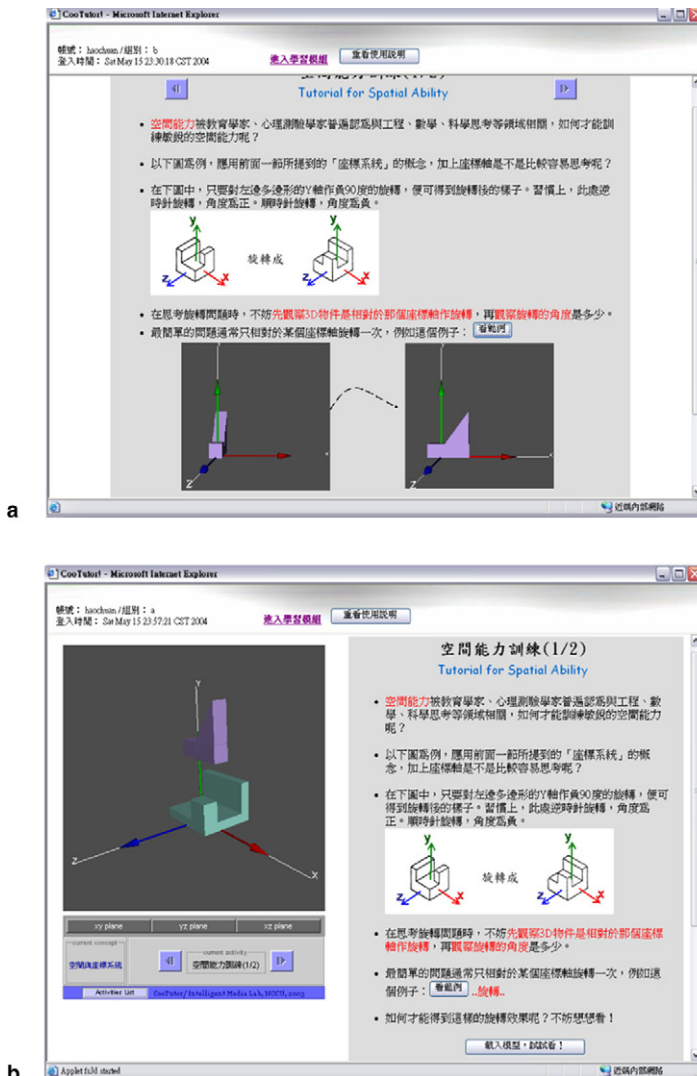 CooTutor! - Microsoft Internet Explorer
帳號： haochuan /組別： b
登入時間： Sat May 15 23:30:18 CST 2004
進入學習模組
重看使用說明
空間能力訓練(1/2)
Tutorial for Spatial Ability
• 空間能力被教育學家、心理測驗學家普遍認為與工程、數學、科學思考等領域相關，如何才能訓
練敏銳的空間能力呢？
• 以下圖為例，應用前面一節所提到的「座標系統」的概念，加上座標軸是不是比較容易思考呢？
• 在下圖中，只要對左邊多邊形的Y軸作負90度的旋轉，便可得到旋轉後的樣子。習慣上，此處逆
時針旋轉，角度為正。順時針旋轉，角度為負。
y
z
x
旋轉成
y
z
x
• 在思考旋轉問題時，不妨先觀察3D物件是相對於那個座標軸作旋轉，再觀察旋轉的角度是多少。
• 最簡單的問題通常只相對於某個座標軸旋轉一次，例如這個例子： 看範例
Z
Z
近端內部網路
a
CooTutor! - Microsoft Internet Explorer
帳號： haochuan /組別： a
登入時間： Sat May 15 23:57:21 CST 2004
進入學習模組
重看使用說明
Y
Z
X
xy plane
yz plane
xz plane
current concept
空間與座標系統
current activity
空間能力訓練(1/2)
Activities List
CooTutor/ Intelligent Media Lab, NCCU, 2003
空間能力訓練(1/2)
Tutorial for Spatial Ability
• 空間能力被教育學家、心理測驗學家普遍認為與工程、數
學、科學思考等領域相關，如何才能訓練敏銳的空間能力
呢？
• 以下圖為例，應用前面一節所提到的「座標系統」的概
念，加上座標軸是不是比較容易思考呢？
• 在下圖中，只要對左邊多邊形的Y軸作負90度的旋轉，便可
得到旋轉後的樣子。習慣上，此處逆時針旋轉，角度為
正。順時針旋轉，角度為負。
y
z
x
旋轉成
y
z
x
• 在思考旋轉問題時，不妨先觀察3D物件是相對於那個座標
軸作旋轉，再觀察旋轉的角度是多少。
• 最簡單的問題通常只相對於某個座標軸旋轉一次，例如這
個例子： 看範例 ..旋轉..
• 如何才能得到這樣的旋轉效果呢？不妨想想看！
載入模型，試試看！
started
近端內部網路
b